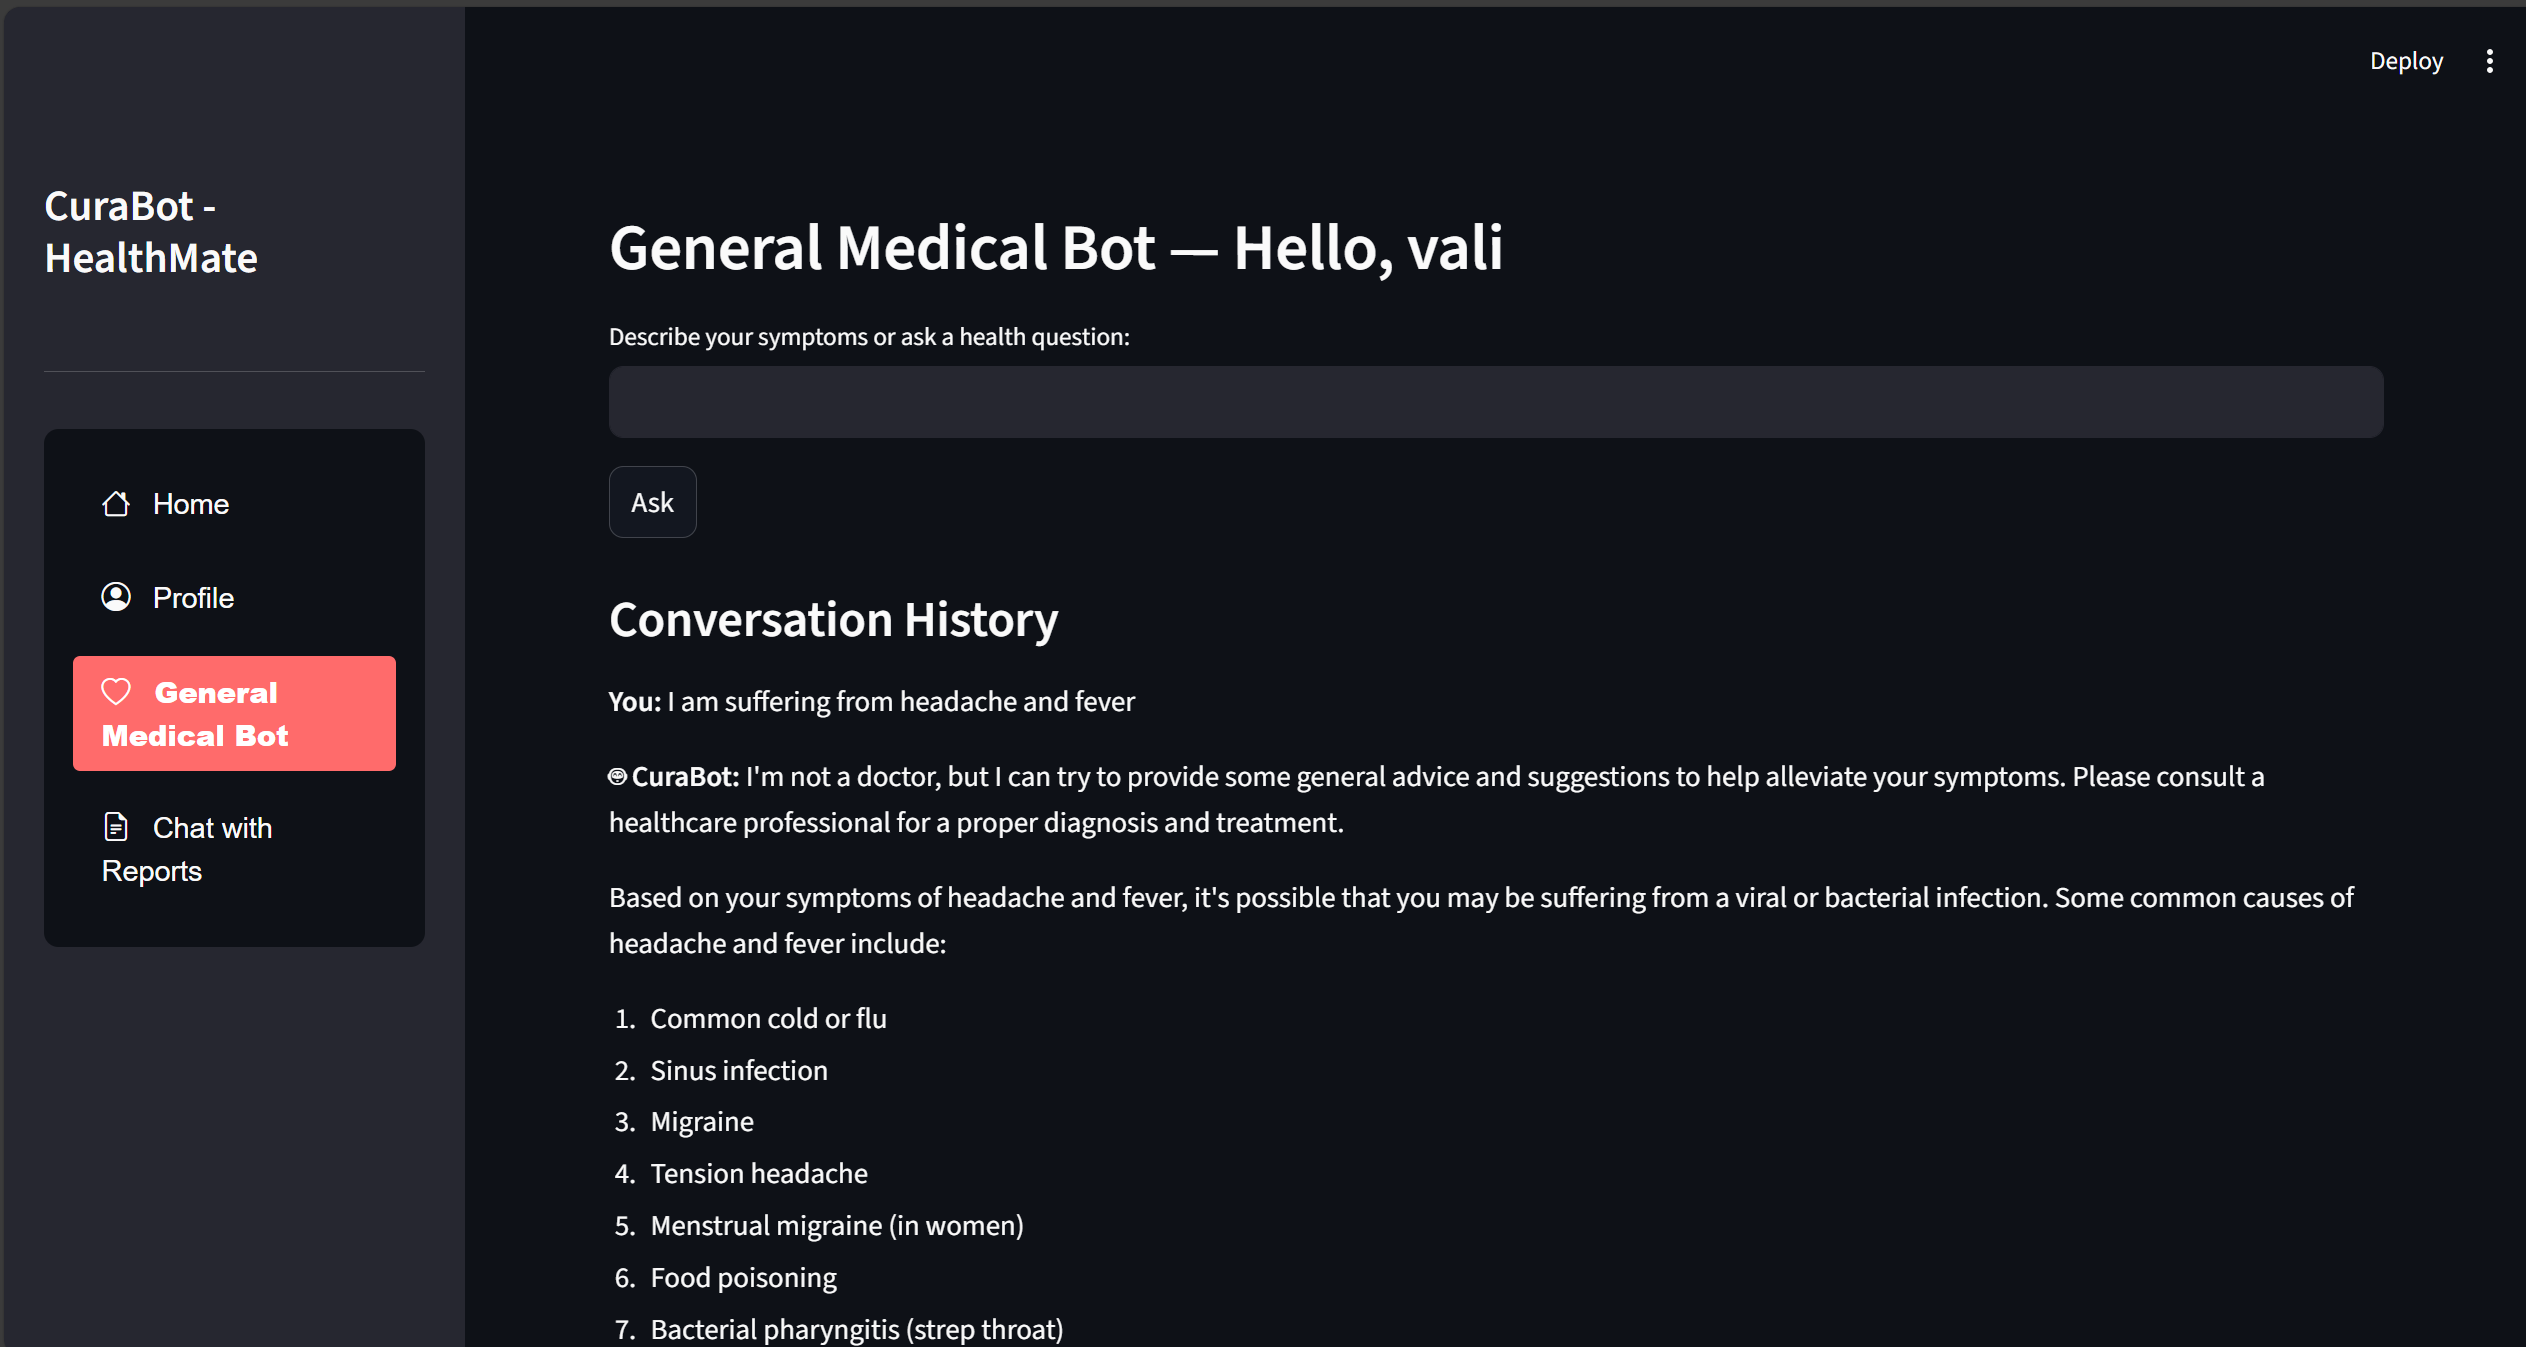 Deploy
CuraBot -
HealthMate
Home
Profile
General
Medical Bot
Chat with
Reports
General Medical Bot — Hello, vali
Describe your symptoms or ask a health question:
Ask
Conversation History
You: I am suffering from headache and fever
CuraBot: I'm not a doctor, but I can try to provide some general advice and suggestions to help alleviate your symptoms. Please consult a
healthcare professional for a proper diagnosis and treatment.
Based on your symptoms of headache and fever, it's possible that you may be suffering from a viral or bacterial infection. Some common causes of
headache and fever include:
1. Common cold or flu
2. Sinus infection
3. Migraine
4. Tension headache
5. Menstrual migraine (in women)
6. Food poisoning
7. Bacterial pharyngitis (strep throat)